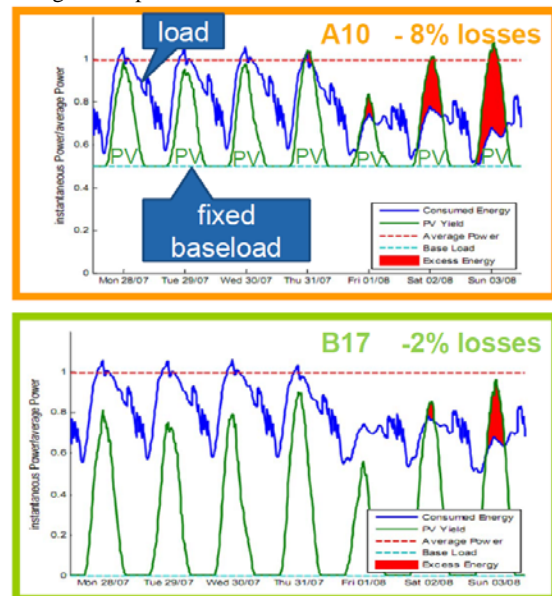 A10 - 8% losses
load
instantaneous Power/average Power
1
0.8
0.6
0.4
0.2
0
PV PV PV PV PV PV PV
fixed
baseload
Consumed Energy
PV Yield
Average Power
Base Load
Excess Energy
Mon 28/07 Tue 29/07 Wed 30/07 Thu 31/07 Fri 01/08 Sat 02/08 Sun 03/08
B17 -2% losses
instantaneous Power/average Power
1
0.8
0.6
0.4
0.2
0
Consumed Energy
PV Yield
Average Power
Base Load
Excess Energy
Mon 28/07 Tue 29/07 Wed 30/07 Thu 31/07 Fri 01/08 Sat 02/08 Sun 03/08